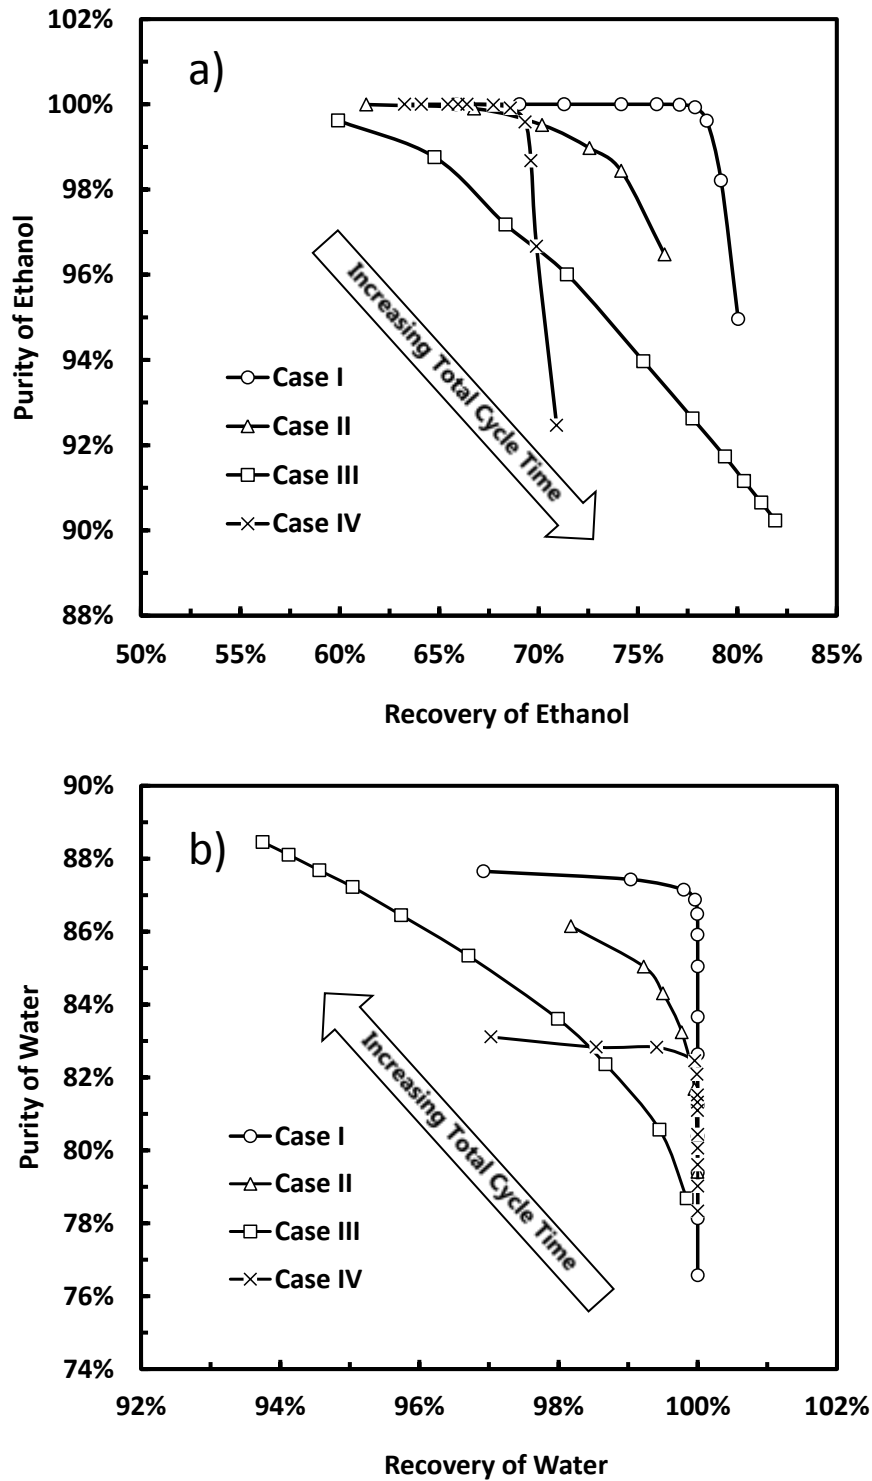 102%
100%
98%
96%
94%
92%
90%
88%
Purity of Ethanol
a)
Increasing Total Cycle Time
Case I
Case II
Case III
Case IV
50%
55%
60%
65%
70%
75%
80%
85%
Recovery of Ethanol
90%
88%
86%
84%
82%
80%
78%
76%
74%
Purity of Water
b)
Increasing Total Cycle Time
Case I
Case II
Case III
Case IV
92%
94%
96%
98%
100%
102%
Recovery of Water